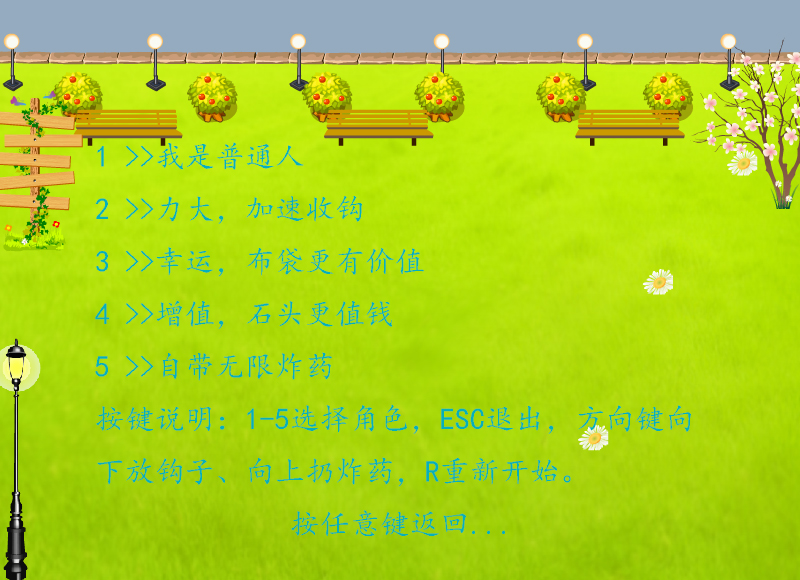 1 >>我是普通人
2 >>力大，加速收钩
3 >>幸运，布袋更有价值
4 >>增值，石头更值钱
5 >>自带无限炸药
按键说明：1-5选择角色，ESC退出，方向键向
下放钩子、向上扔炸药，R重新开始。
按任意键返回...